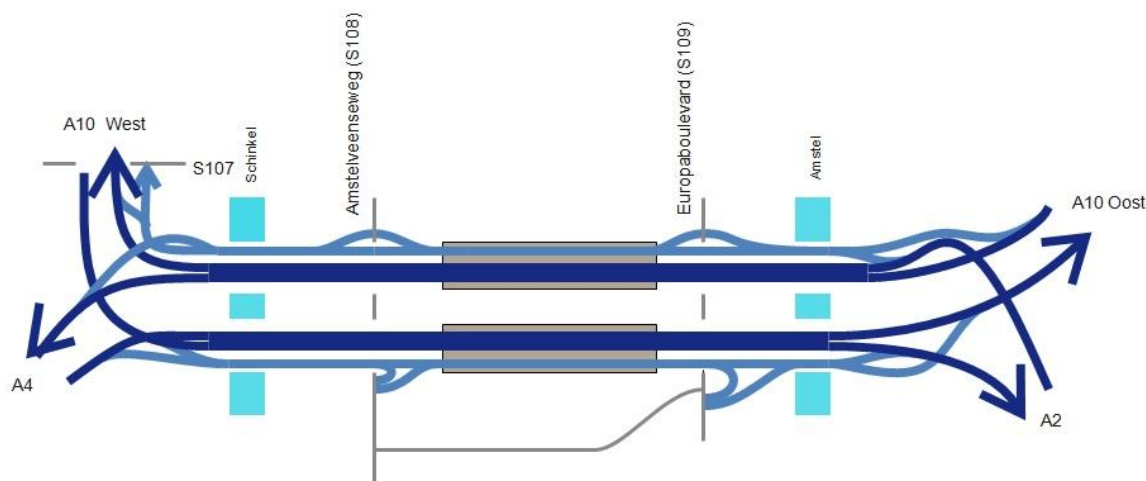 Amstelveenseweg (S108)
Europaboulevard (S109)
A10 West
S107
Schinkel
Amstel
A10 Oost
A4
A2